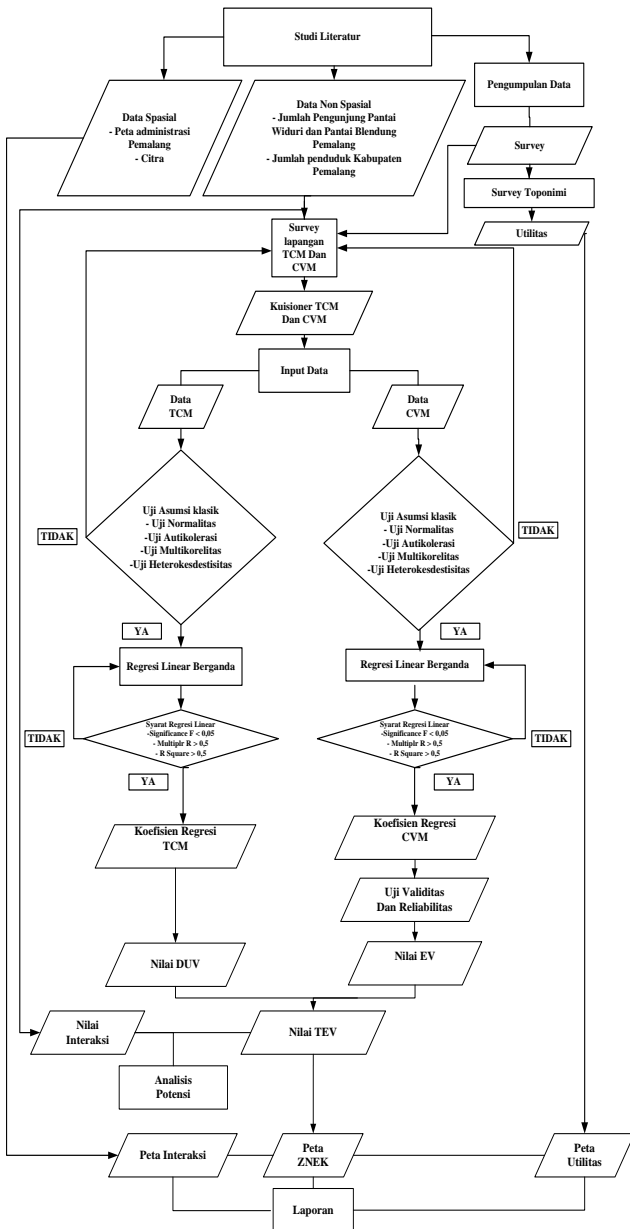 Studi Literatur
Pengumpulan Data
Data Spasial
- Peta administrasi
Pemalang
- Citra
Data Non Spasial
- Jumlah Pengunjung Pantai
Widuri dan Pantai Blendung
Pemalang
- Jumlah penduduk Kabupaten
Pemalang
Survey
Survey Toponimi
Utilitas
Survey
lapangan
TCM Dan
CVM
Kuisioner TCM
Dan CVM
Input Data
Data
TCM
Data
CVM
Uji Asumsi klasik
- Uji Normalitas
-Uji Autikolerasi
-Uji Multikorelitas
-Uji Heterokesdestisitas
Uji Asumsi klasik
- Uji Normalitas
-Uji Autikolerasi
-Uji Multikorelitas
-Uji Heterokesdestisitas
TIDAK
TIDAK
YA
YA
Regresi Linear Berganda
Regresi Linear Berganda
Syarat Regresi Linear
-Significance F < 0,05
- Multiplr R > 0,5
- R Square > 0,5
Syarat Regresi Linear
-Significance F < 0,05
- Multiplr R > 0,5
- R Square > 0,5
TIDAK
TIDAK
YA
YA
Koefisien Regresi
TCM
Koefisien Regresi
CVM
Uji Validitas
Dan Reliabilitas
Nilai DUV
Nilai EV
Nilai
Interaksi
Nilai TEV
Analisis
Potensi
Peta Interaksi
Peta
ZNEK
Peta
Utilitas
Laporan